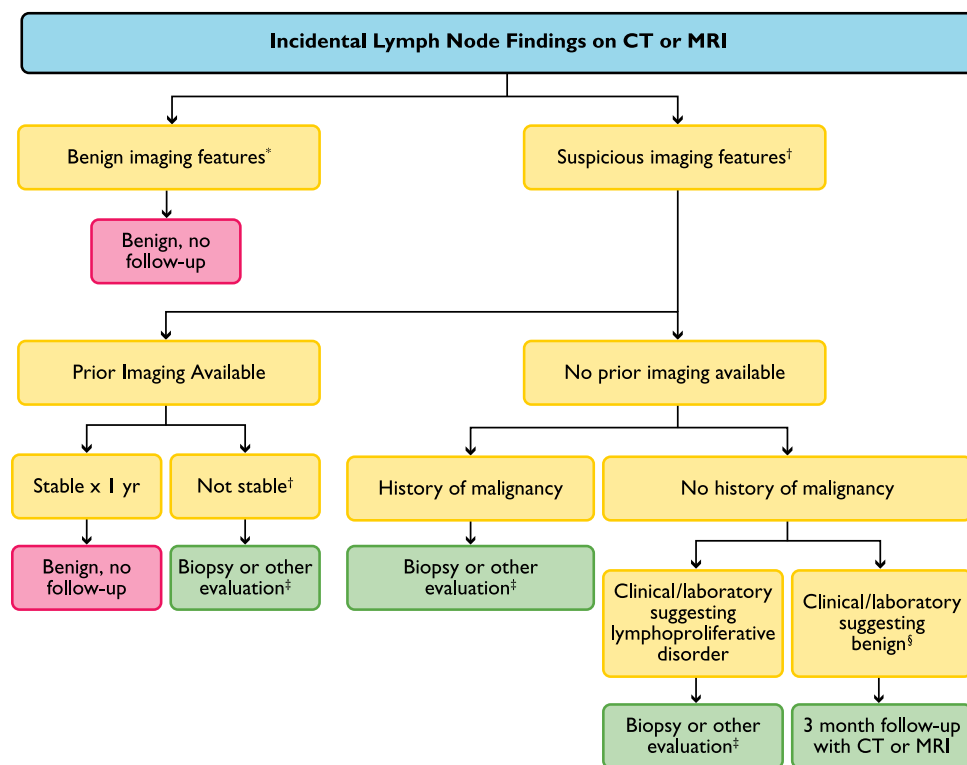 Incidental Lymph Node Findings on CT or MRI
Benign imaging features*
Suspicious imaging features†
Benign, no
follow-up
Prior Imaging Available
No prior imaging available
Stable x 1 yr
Not stable†
History of malignancy
No history of malignancy
Benign, no
follow-up
Biopsy or other
evaluation‡
Biopsy or other
evaluation‡
Clinical/laboratory
suggesting
lymphoproliferative
disorder
Clinical/laboratory
suggesting
benign§
Biopsy or other
evaluation‡
3 month follow-up
with CT or MRI